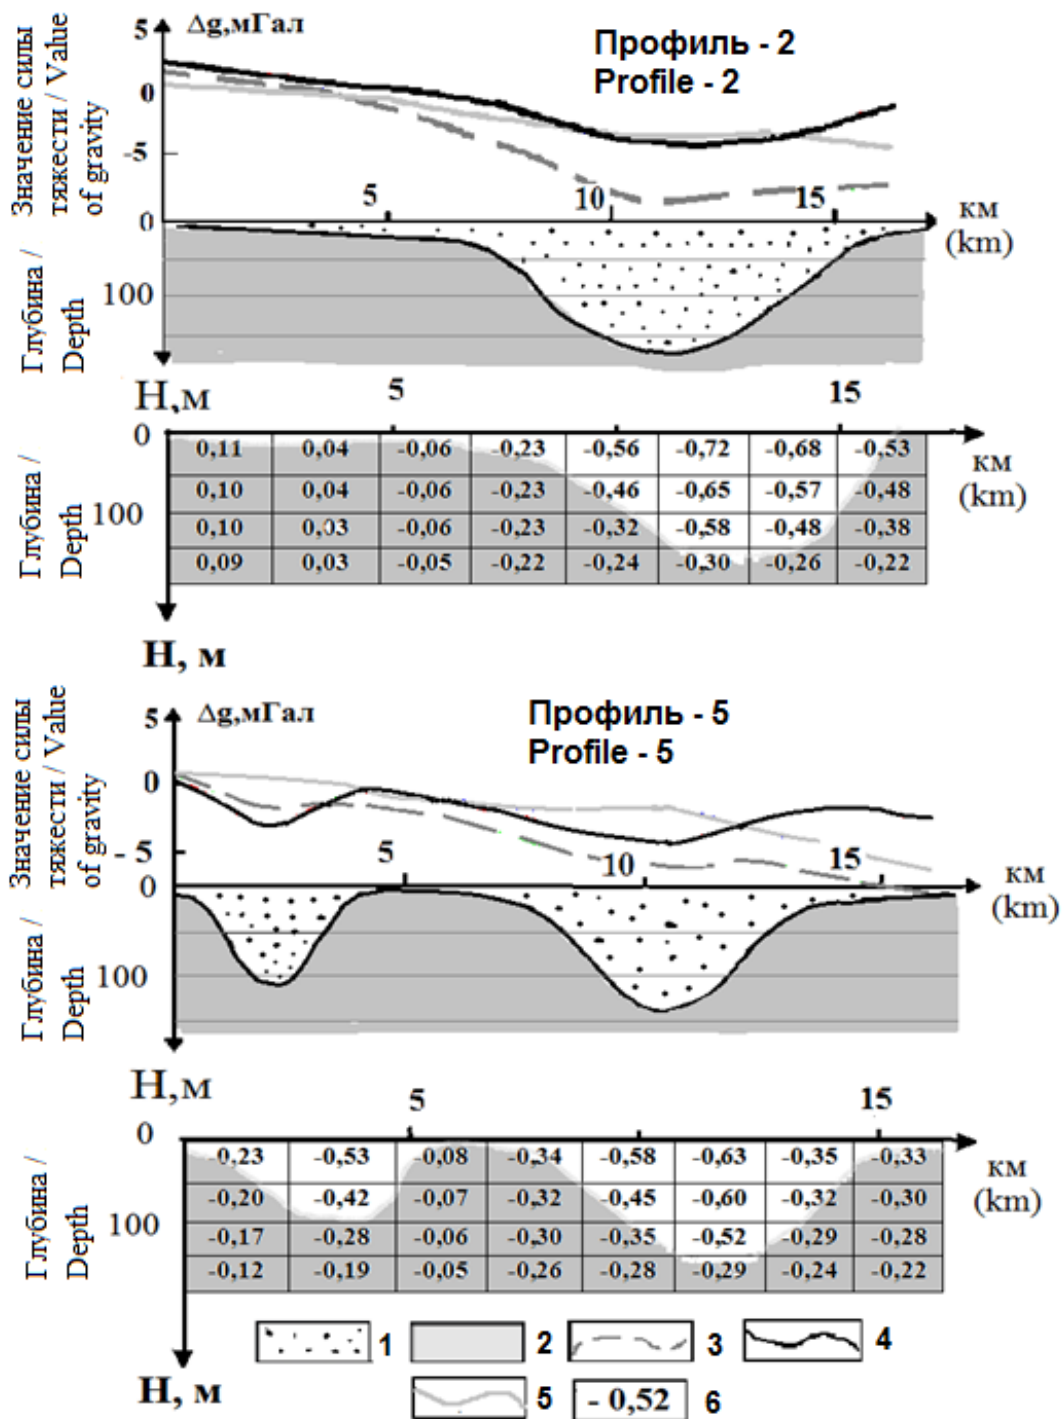 5
Δg,мГал
Профиль - 2
Profile - 2
0
-5
5
10
15
0
км
(km)
100
Значение силы
тяжести / Value
of gravity
Глубина /
Depth
Н,м
5
15
0
0,11 0,04 -0,06 -0,23 -0,56 -0,72 -0,68 -0,53
0,10 0,04 -0,06 -0,23 -0,46 -0,65 -0,57 -0,48
0,10 0,03 -0,06 -0,23 -0,32 -0,58 -0,48 -0,38
0,09 0,03 -0,05 -0,22 -0,24 -0,30 -0,26 -0,22
км
(km)
100
Глубина /
Depth
Н, м
5
Δg,мГал
Профиль - 5
Profile - 5
0
- 5
5
10
15
0
км
(km)
100
Значение силы
тяжести / Value
of gravity
Глубина /
Depth
Н,м
5
15
0
-0,23 -0,53 -0,08 -0,34 -0,58 -0,63 -0,35 -0,33
-0,20 -0,42 -0,07 -0,32 -0,45 -0,60 -0,32 -0,30
-0,17 -0,28 -0,06 -0,30 -0,35 -0,52 -0,29 -0,28
-0,12 -0,19 -0,05 -0,26 -0,28 -0,29 -0,24 -0,22
км
(km)
100
Глубина /
Depth
Н, м
1
2
3
4
5
- 0,52 6